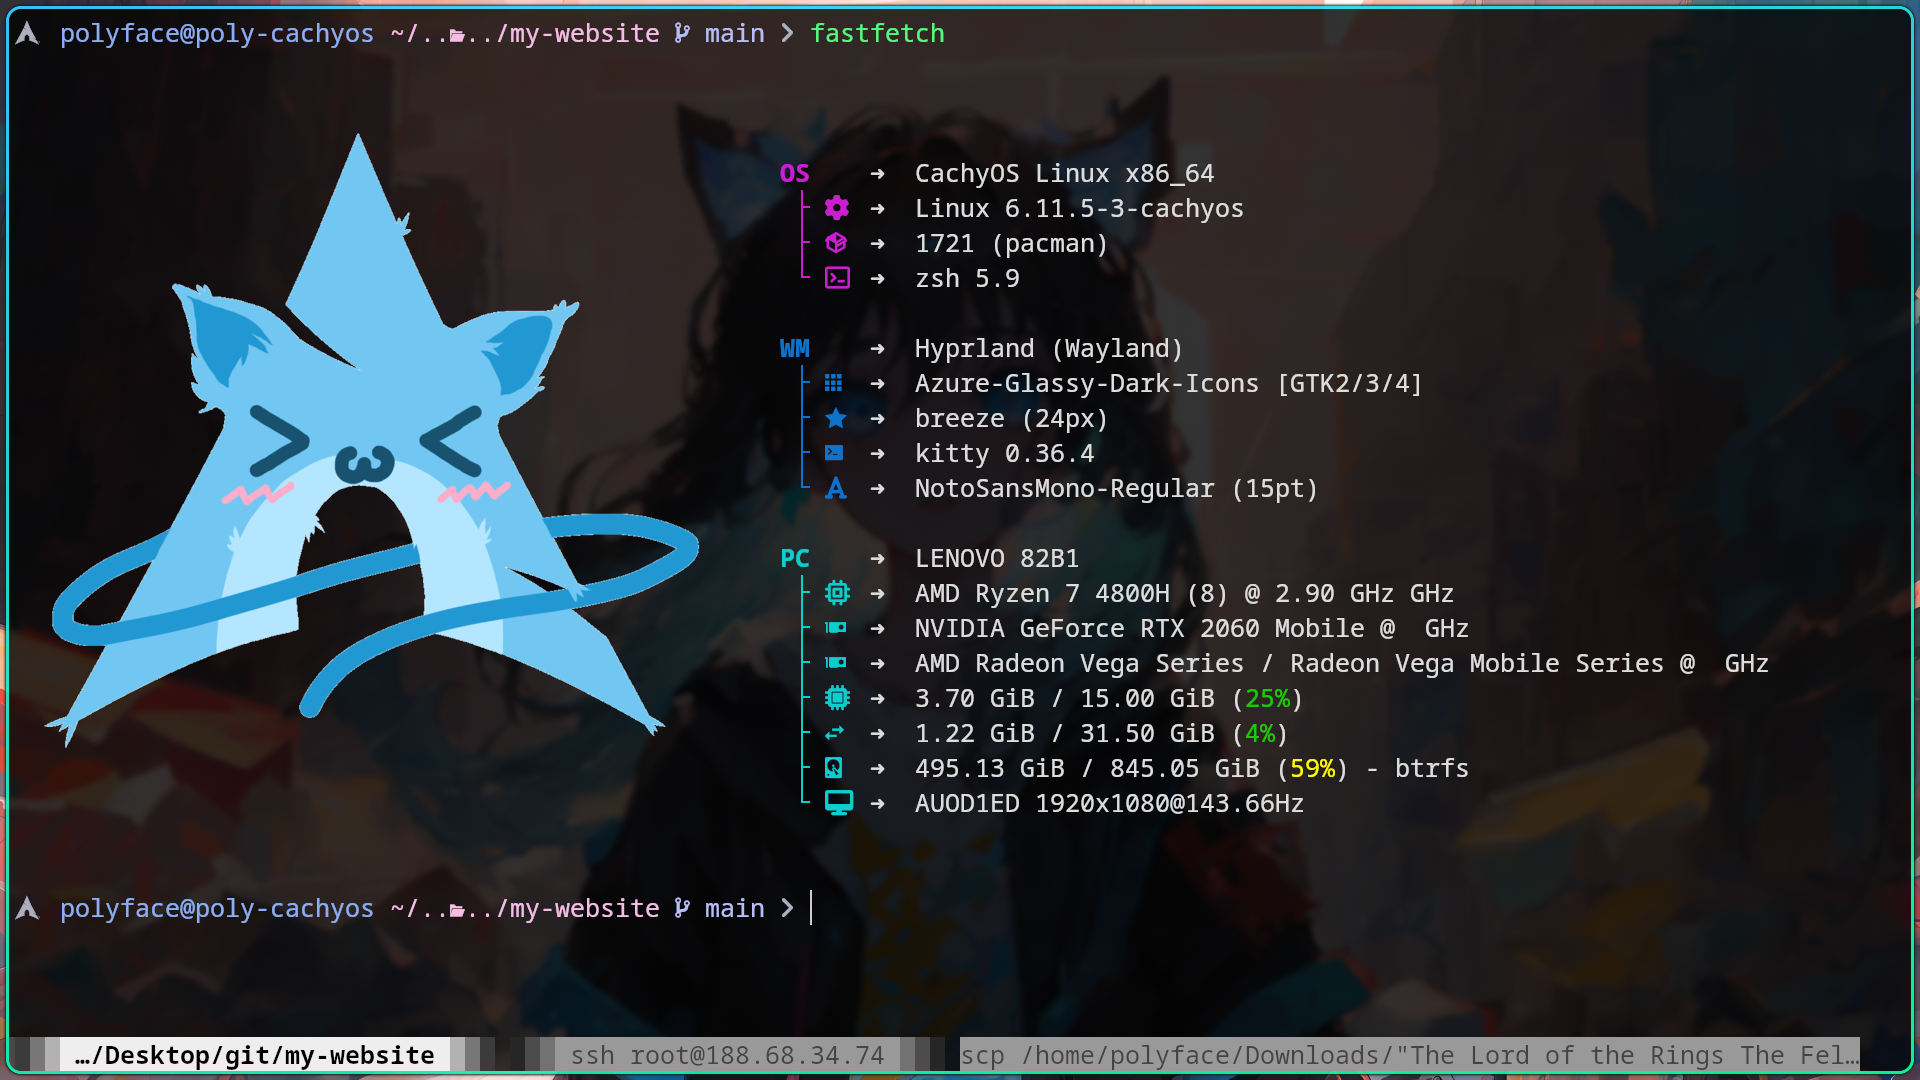 polyface@poly-cachyos ~/....../my-website main ❯ fastfetch
OS ➜ CachyOS Linux x86_64
➜ Linux 6.11.5-3-cachyos
➜ 1721 (pacman)
➜ zsh 5.9
WM ➜ Hyprland (Wayland)
➜ Azure-Glassy-Dark-Icons [GTK2/3/4]
➜ breeze (24px)
➜ kitty 0.36.4
➜ NotoSansMono-Regular (15pt)
PC ➜ LENOVO 82B1
➜ AMD Ryzen 7 4800H (8) @ 2.90 GHz GHz
➜ NVIDIA GeForce RTX 2060 Mobile @  GHz
➜ AMD Radeon Vega Series / Radeon Vega Mobile Series @  GHz
➜ 3.70 GiB / 15.00 GiB (25%)
➜ 1.22 GiB / 31.50 GiB (4%)
➜ 495.13 GiB / 845.05 GiB (59%) - btrfs
➜ AUOD1ED 1920x1080@143.66Hz
polyface@poly-cachyos ~/....../my-website main ❯
…/Desktop/git/my-website ssh root@188.68.34.74 scp /home/polyface/Downloads/"The Lord of the Rings The Fel…